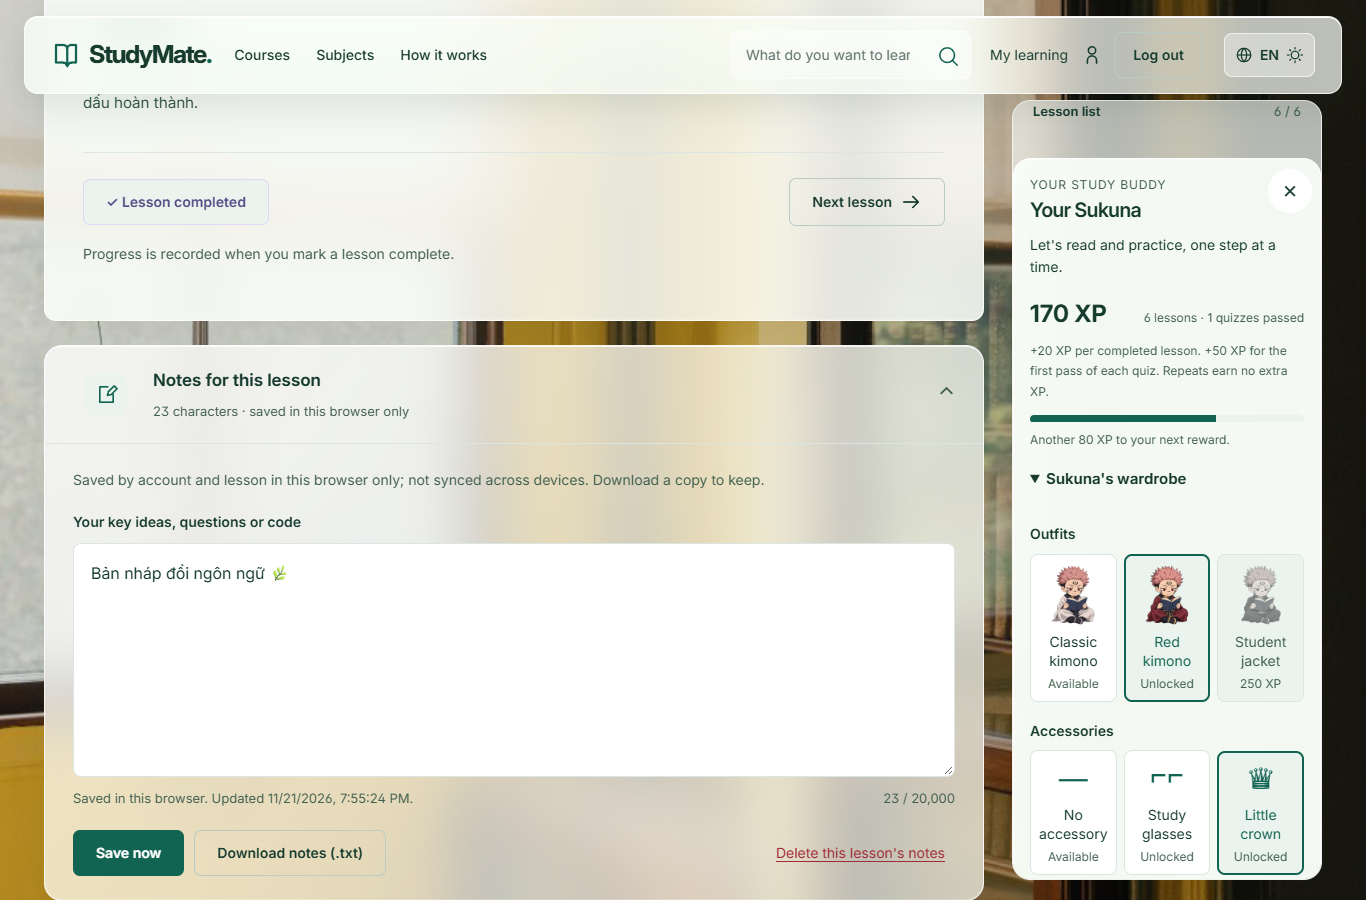 StudyMate.
Courses
Subjects
How it works
What do you want to lear
My learning
Log out
EN
dấu hoàn thành.
✓ Lesson completed
Next lesson →
Progress is recorded when you mark a lesson complete.
Notes for this lesson
23 characters · saved in this browser only
Saved by account and lesson in this browser only; not synced across devices. Download a copy to keep.
Your key ideas, questions or code
Bản nháp đổi ngôn ngữ 🌿
Saved in this browser. Updated 11/21/2026, 7:55:24 PM.
23 / 20,000
Save now
Download notes (.txt)
Delete this lesson's notes
Lesson list
6 / 6
YOUR STUDY BUDDY
Your Sukuna
Let's read and practice, one step at a
time.
170 XP
6 lessons · 1 quizzes passed
+20 XP per completed lesson. +50 XP for the
first pass of each quiz. Repeats earn no extra
XP.
Another 80 XP to your next reward.
▼ Sukuna's wardrobe
Outfits
Classic
kimono
Available
Red
kimono
Unlocked
Student
jacket
250 XP
Accessories
No
accessory
Available
Study
glasses
Unlocked
Little
crown
Unlocked